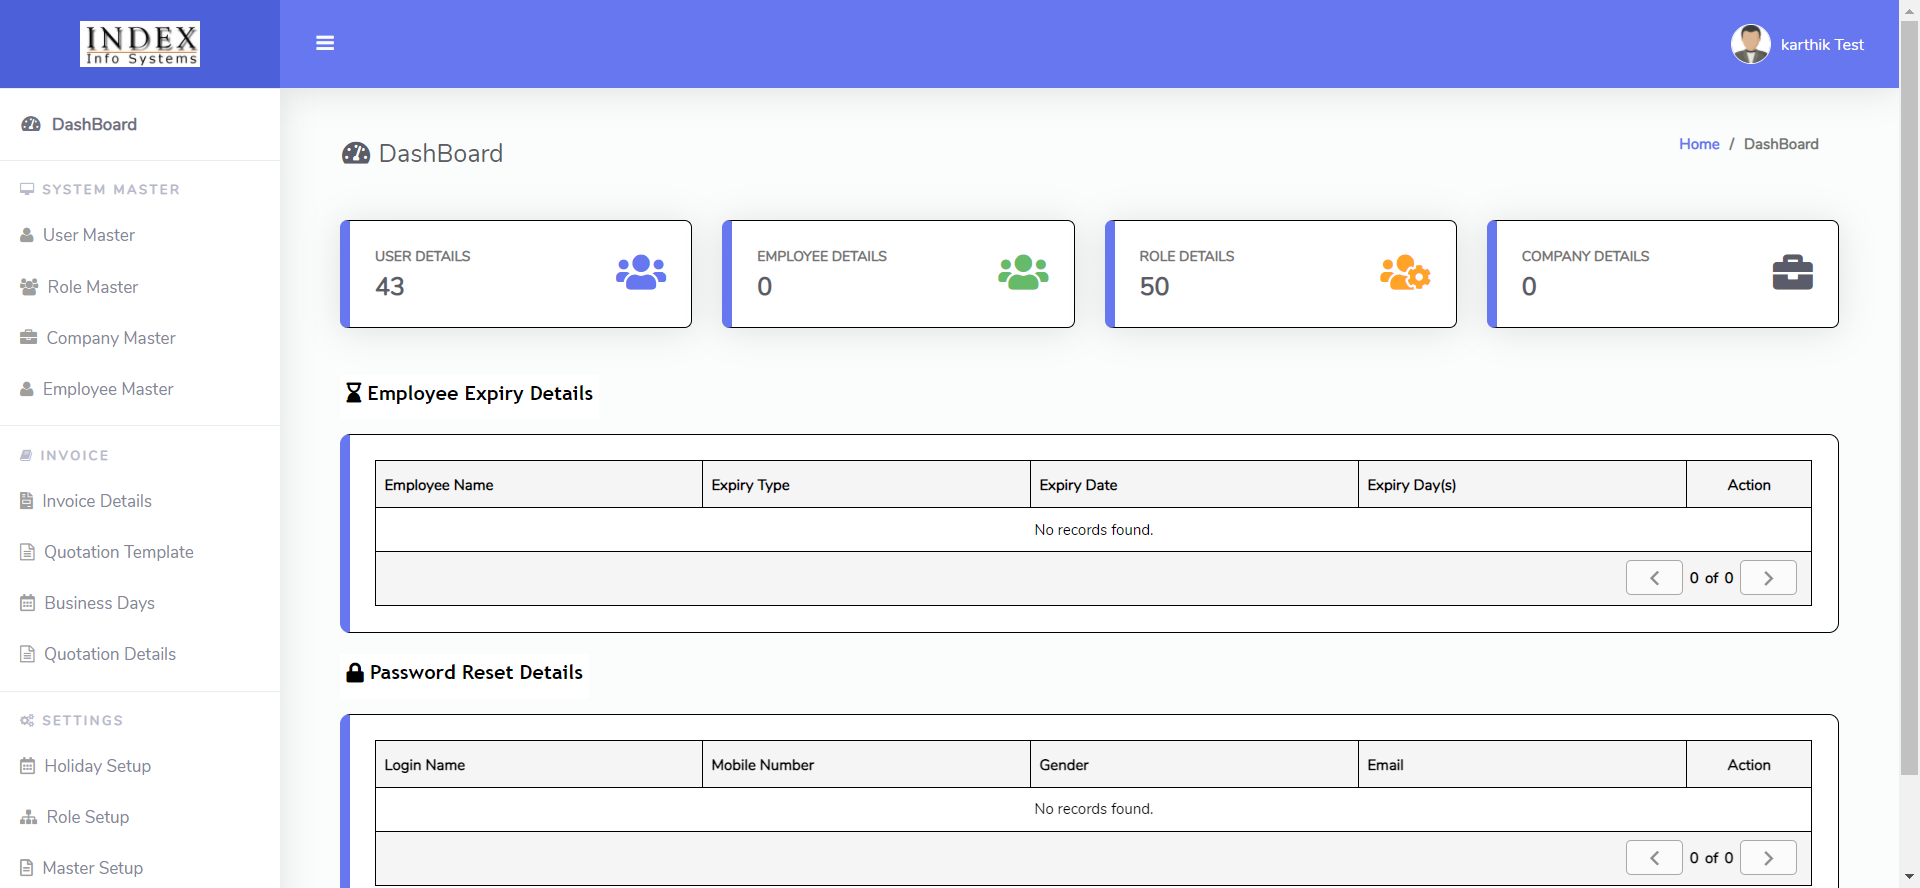 INDEX
Info Systems
karthik Test
DashBoard
SYSTEM MASTER
User Master
Role Master
Company Master
Employee Master
INVOICE
Invoice Details
Quotation Template
Business Days
Quotation Details
SETTINGS
Holiday Setup
Role Setup
Master Setup
DashBoard
Home / DashBoard
USER DETAILS
43
EMPLOYEE DETAILS
0
ROLE DETAILS
50
COMPANY DETAILS
0
Employee Expiry Details
Employee Name Expiry Type Expiry Date Expiry Day(s) Action
No records found.
0 of 0
Password Reset Details
Login Name Mobile Number Gender Email Action
No records found.
0 of 0